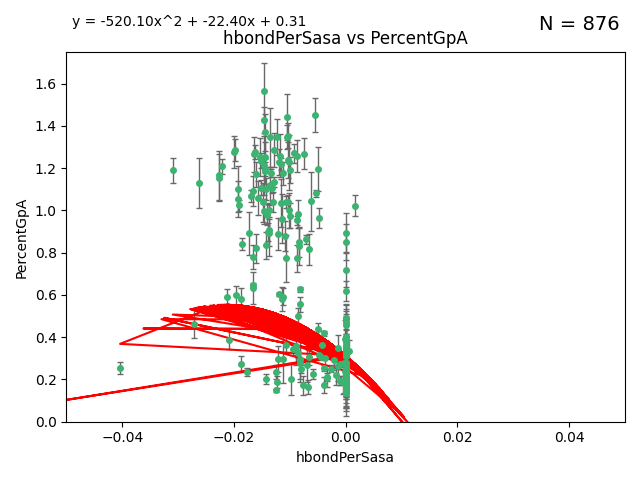 y = -520.10x^2 + -22.40x + 0.31
N = 876
hbondPerSasa vs PercentGpA
PercentGpA
1.6
1.4
1.2
1.0
0.8
0.6
0.4
0.2
0.0
−0.04
−0.02
0.00
0.02
0.04
hbondPerSasa